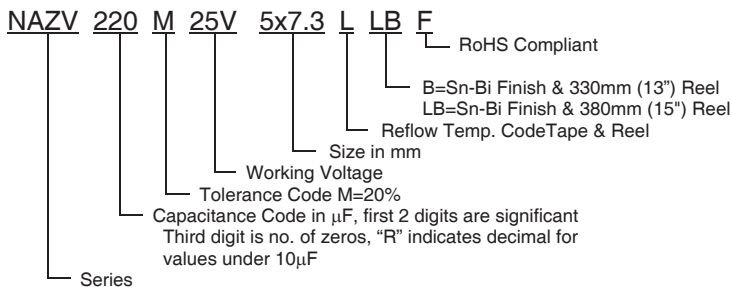 NAZV 220 M 25V 5x7.3 L LB F
RoHS Compliant
B=Sn-Bi Finish & 330mm (13”) Reel
LB=Sn-Bi Finish & 380mm (15") Reel
Reflow Temp. CodeTape & Reel
Size in mm
Working Voltage
Tolerance Code M=20%
Capacitance Code in μF, first 2 digits are significant
Third digit is no. of zeros, “R” indicates decimal for
values under 10μF
Series